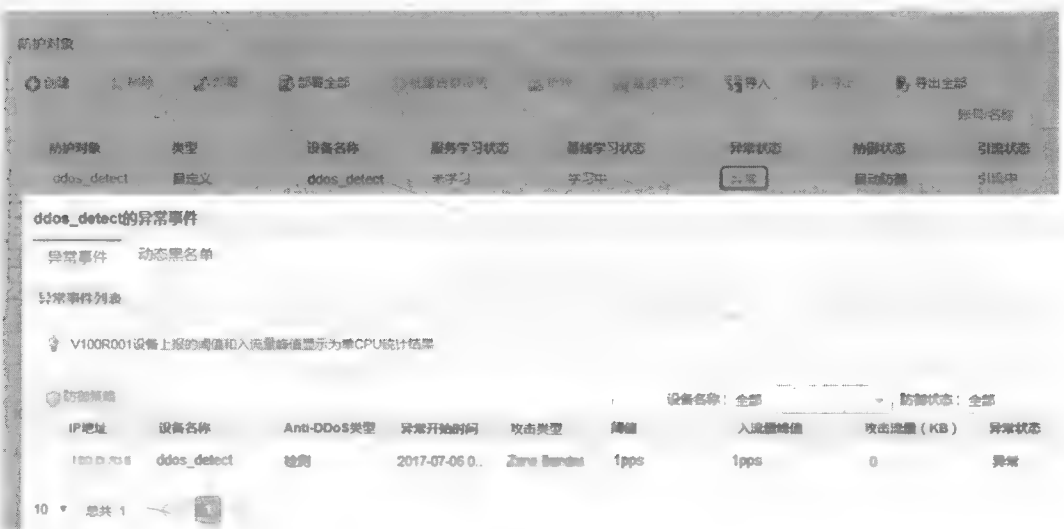 防护对象
创建 删除 部署 部署全部 导入 导出 导出全部
账号/名称
防护对象 类型 设备名称 服务学习状态 基线学习状态 异常状态 防御状态 引流状态
ddos_detect 自定义 ddos_detect 未学习 学习中 异常 自动防御 引流中
ddos_detect的异常事件
异常事件 动态黑名单
异常事件列表
V100R001设备上报的阈值和入流量峰值显示为单CPU统计结果
防御策略 设备名称：全部 防御状态：全部
IP地址 设备名称 Anti-DDoS类型 异常开始时间 攻击类型 阈值 入流量峰值 攻击流量（KB） 异常状态
ddos_detect 检测 2017-07-06 0.. 1pps 1pps 0 异常
10 总共 1 1